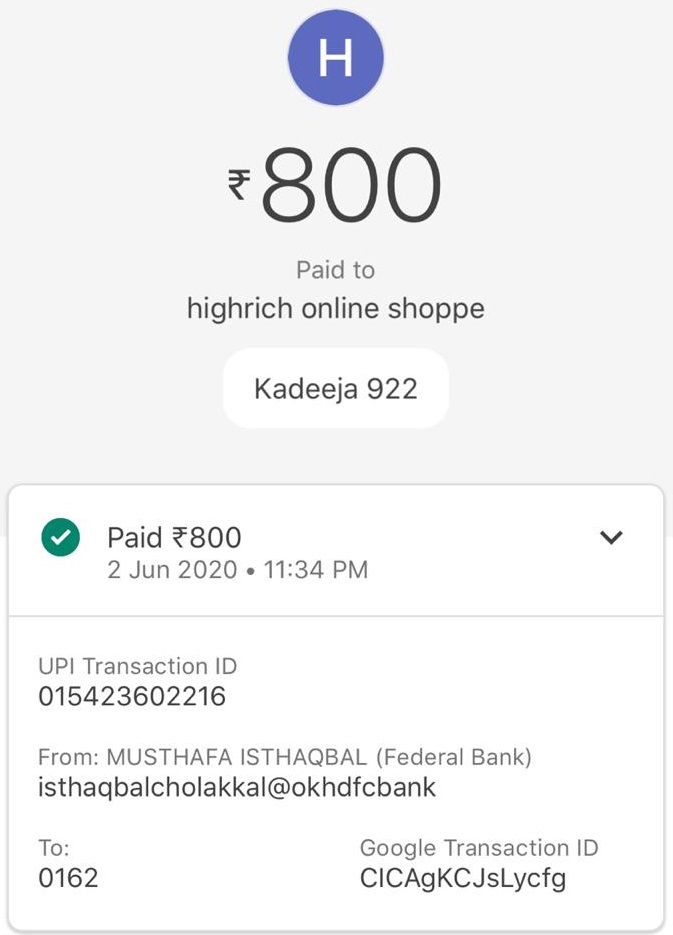 H
₹800
Paid to
highrich online shoppe
Kadeeja 922
Paid ₹800
2 Jun 2020 • 11:34 PM
UPI Transaction ID
015423602216
From: MUSTHAFA ISTHAQBAL (Federal Bank)
isthaqbalcholakkal@okhdfcbank
To:
0162
Google Transaction ID
CICAgKCJsLycfg